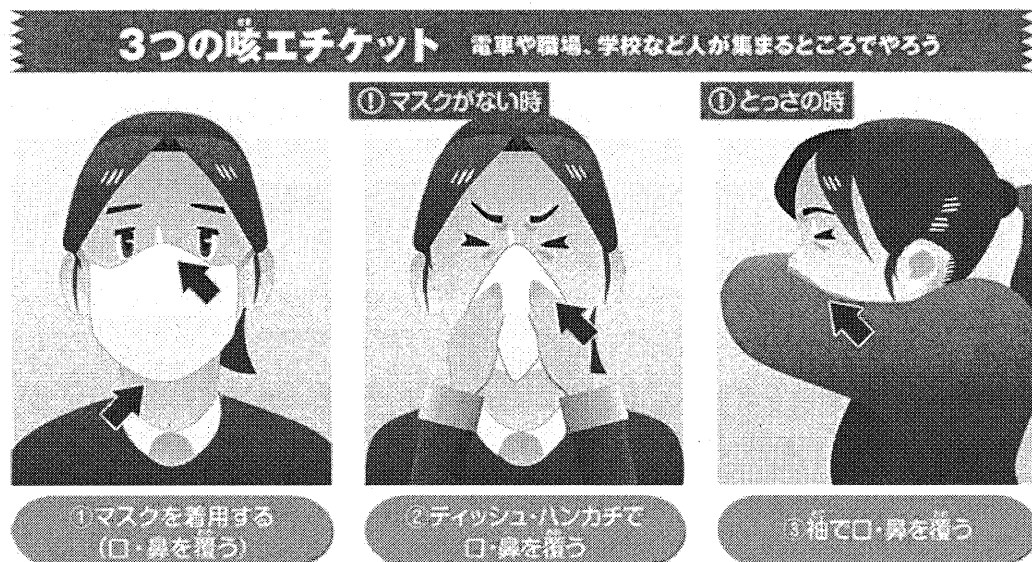 3つの咳エチケット 電車や職場、学校など人が集まるところでやろう
!マスクがない時
!とっさの時
①マスクを着用する
(口・鼻を覆う)
②ティッシュ・ハンカチで
口・鼻を覆う
③袖で口・鼻を覆う